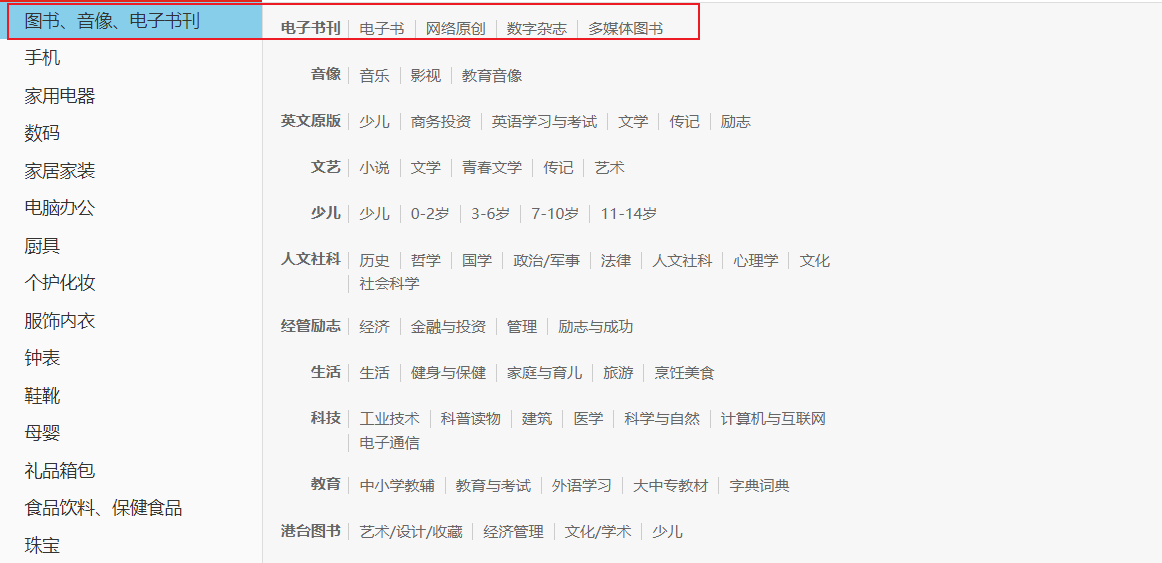 图书、音像、电子书刊
手机
家用电器
数码
家居家装
电脑办公
厨具
个护化妆
服饰内衣
钟表
鞋靴
母婴
礼品箱包
食品饮料、保健食品
珠宝
电子书刊 电子书 网络原创 数字杂志 多媒体图书
音像 音乐 影视 教育音像
英文原版 少儿 商务投资 英语学习与考试 文学 传记 励志
文艺 小说 文学 青春文学 传记 艺术
少儿 少儿 0-2岁 3-6岁 7-10岁 11-14岁
人文社科 历史 哲学 国学 政治/军事 法律 人文社科 心理学 文化
社会科学
经管励志 经济 金融与投资 管理 励志与成功
生活 生活 健身与保健 家庭与育儿 旅游 烹饪美食
科技 工业技术 科普读物 建筑 医学 科学与自然 计算机与互联网
电子通信
教育 中小学教辅 教育与考试 外语学习 大中专教材 字典词典
港台图书 艺术/设计/收藏 经济管理 文化/学术 少儿